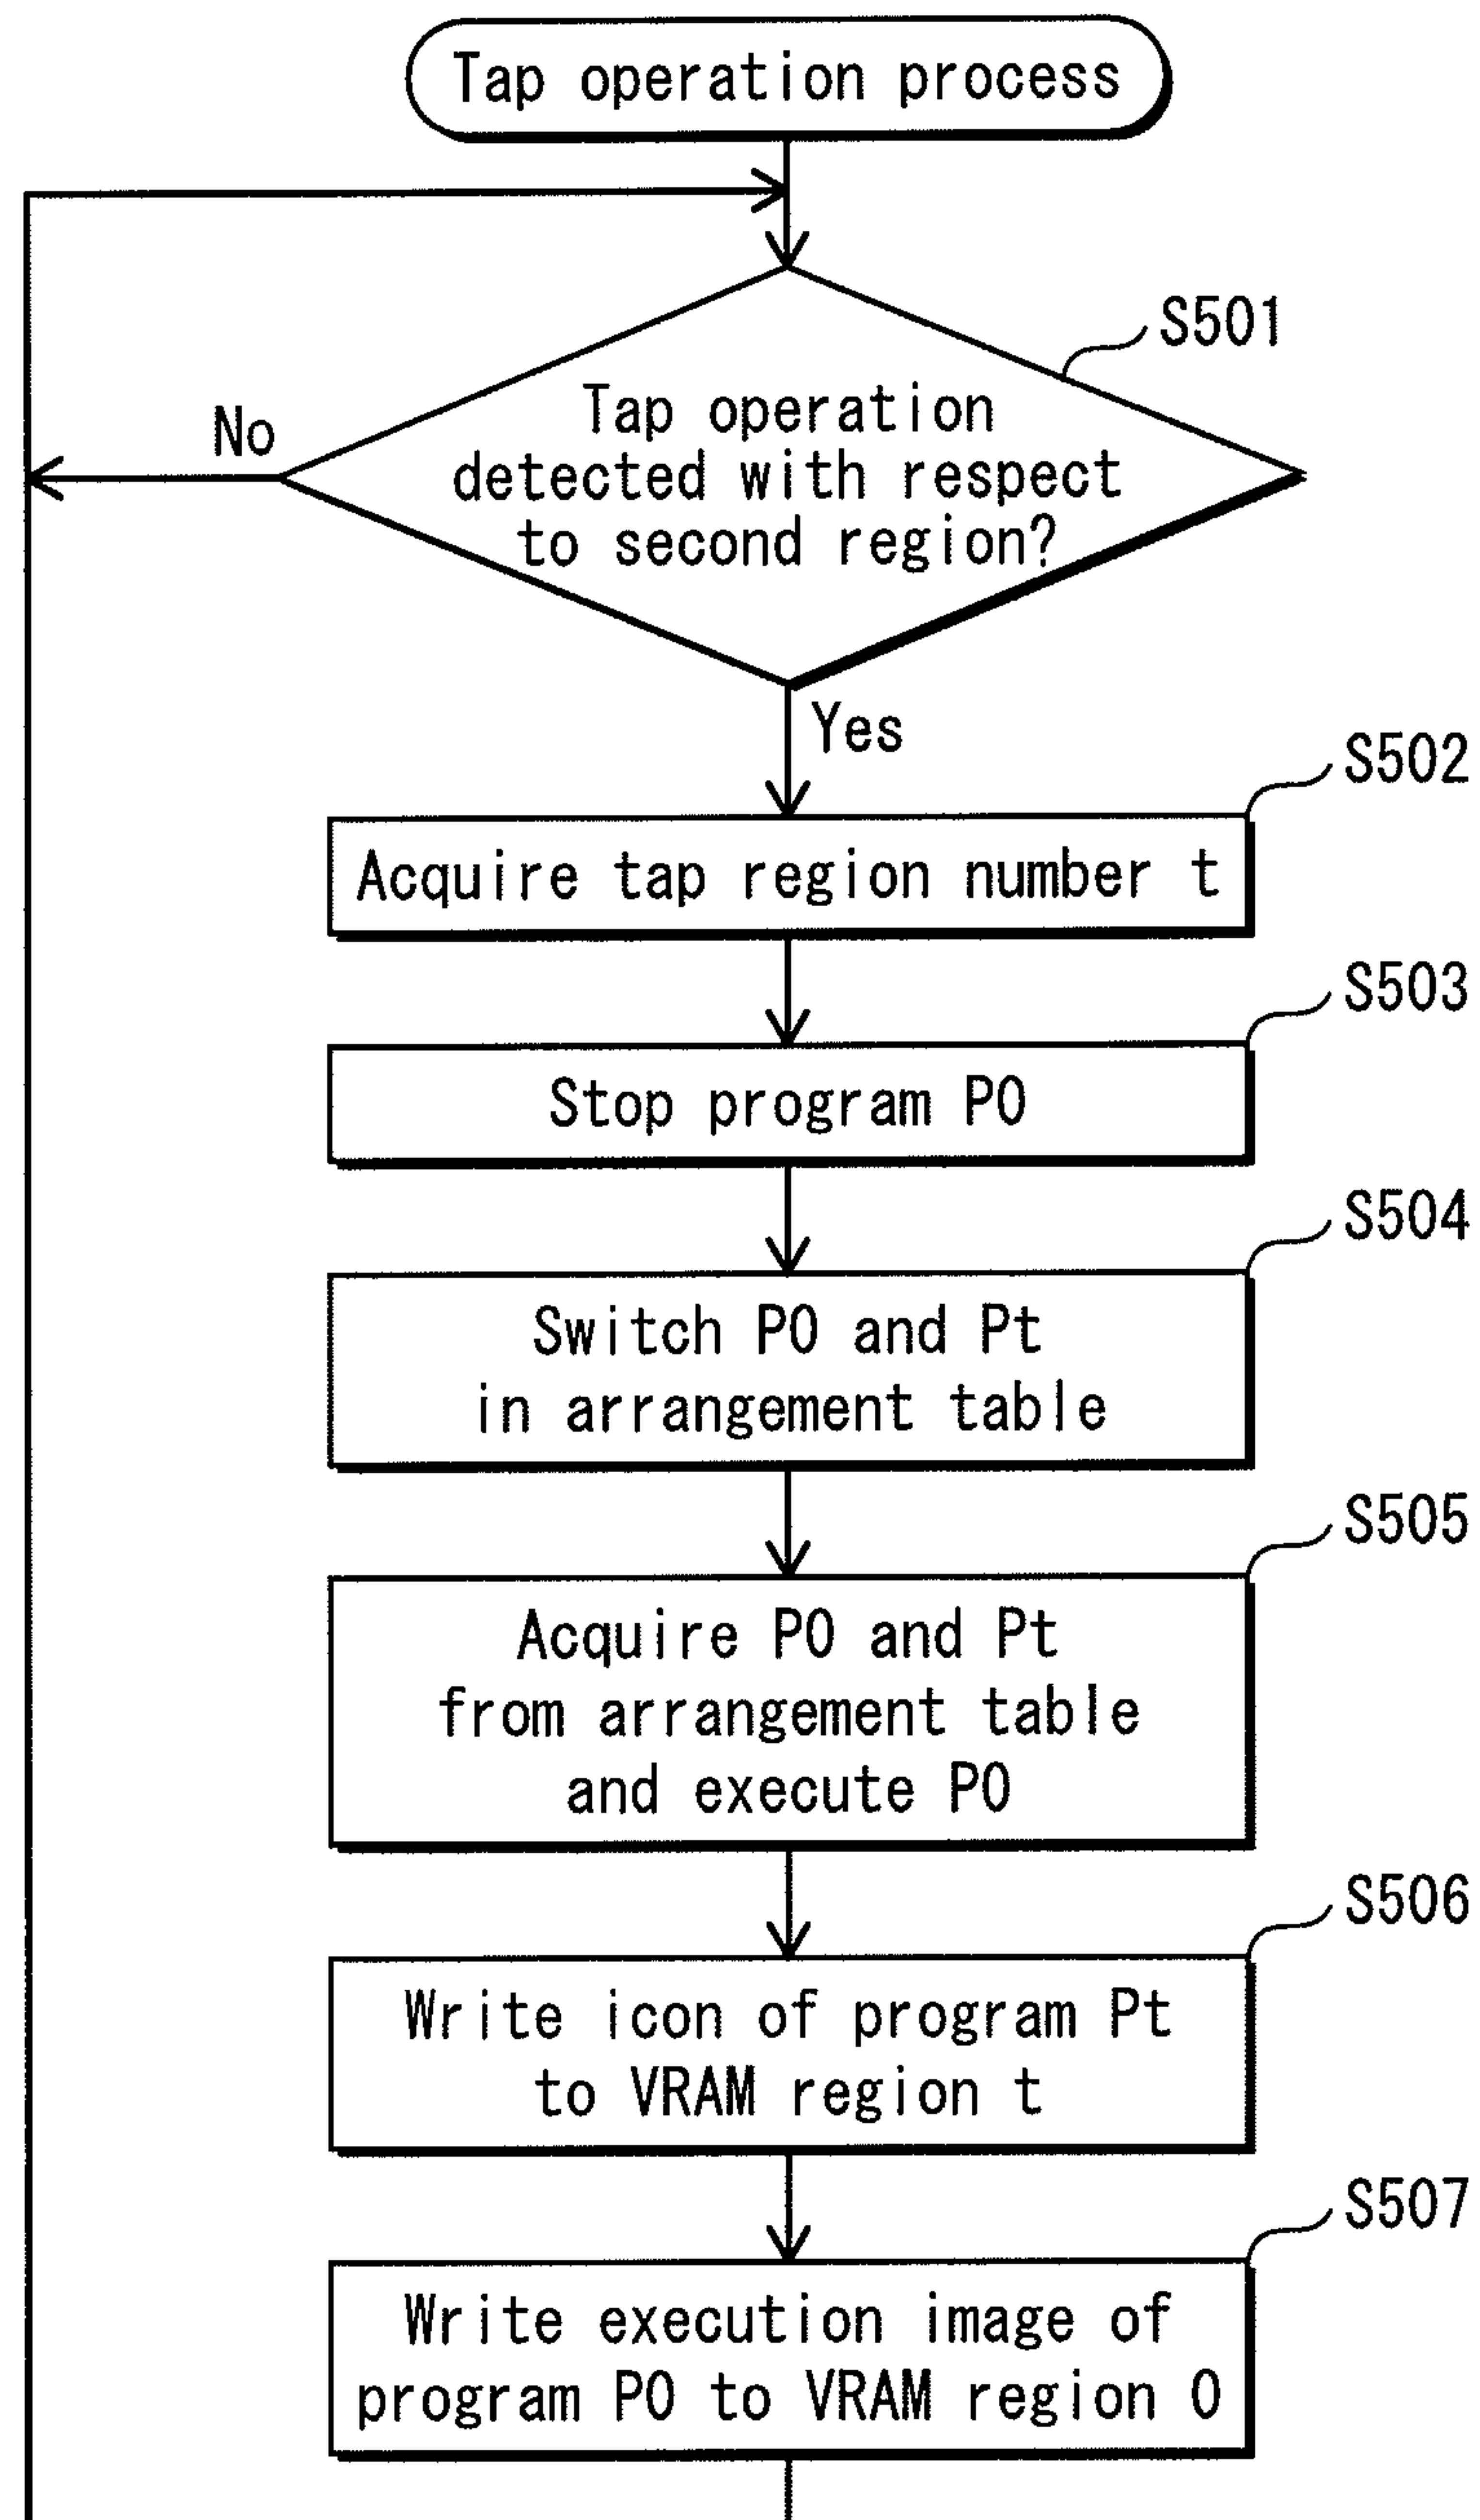 Tap operation process
S501
Tap operation
detected with respect
to second region?
No
Yes
S502
Acquire tap region number t
S503
Stop program P0
S504
Switch P0 and Pt
in arrangement table
S505
Acquire P0 and Pt
from arrangement table
and execute P0
S506
Write icon of program Pt
to VRAM region t
S507
Write execution image of
program P0 to VRAM region 0